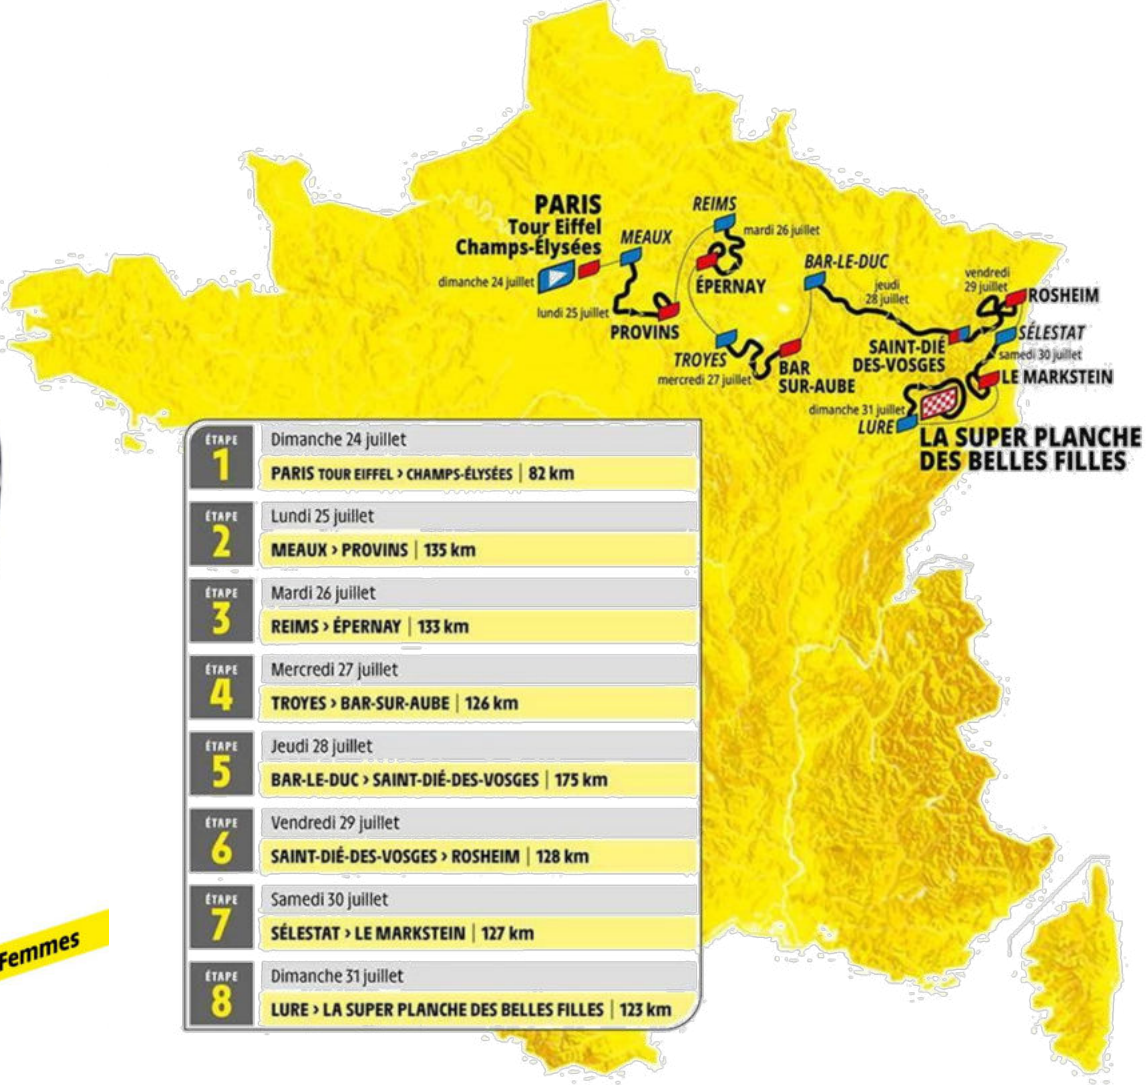 PARIS
Tour Eiffel
Champs-Élysées
dimanche 24 juillet
MEAUX
lundi 25 juillet
PROVINS
REIMS
mardi 26 juillet
ÉPERNAY
TROYES
mercredi 27 juillet
BAR
SUR-AUBE
BAR-LE-DUC
jeudi
28 juillet
SAINT-DIÉ
DES-VOSGES
vendredi
29 juillet
ROSHEIM
SÉLESTAT
samedi 30 juillet
LE MARKSTEIN
dimanche 31 juillet
LURE
LA SUPER PLANCHE
DES BELLES FILLES
ÉTAPE
1
Dimanche 24 juillet
PARIS TOUR EIFFEL > CHAMPS-ÉLYSÉES | 82 km
ÉTAPE
2
Lundi 25 juillet
MEAUX > PROVINS | 135 km
ÉTAPE
3
Mardi 26 juillet
REIMS > ÉPERNAY | 133 km
ÉTAPE
4
Mercredi 27 juillet
TROYES > BAR-SUR-AUBE | 126 km
ÉTAPE
5
Jeudi 28 juillet
BAR-LE-DUC > SAINT-DIÉ-DES-VOSGES | 175 km
ÉTAPE
6
Vendredi 29 juillet
SAINT-DIÉ-DES-VOSGES > ROSHEIM | 128 km
ÉTAPE
7
Samedi 30 juillet
SÉLESTAT > LE MARKSTEIN | 127 km
ÉTAPE
8
Dimanche 31 juillet
LURE > LA SUPER PLANCHE DES BELLES FILLES | 123 km
Femmes